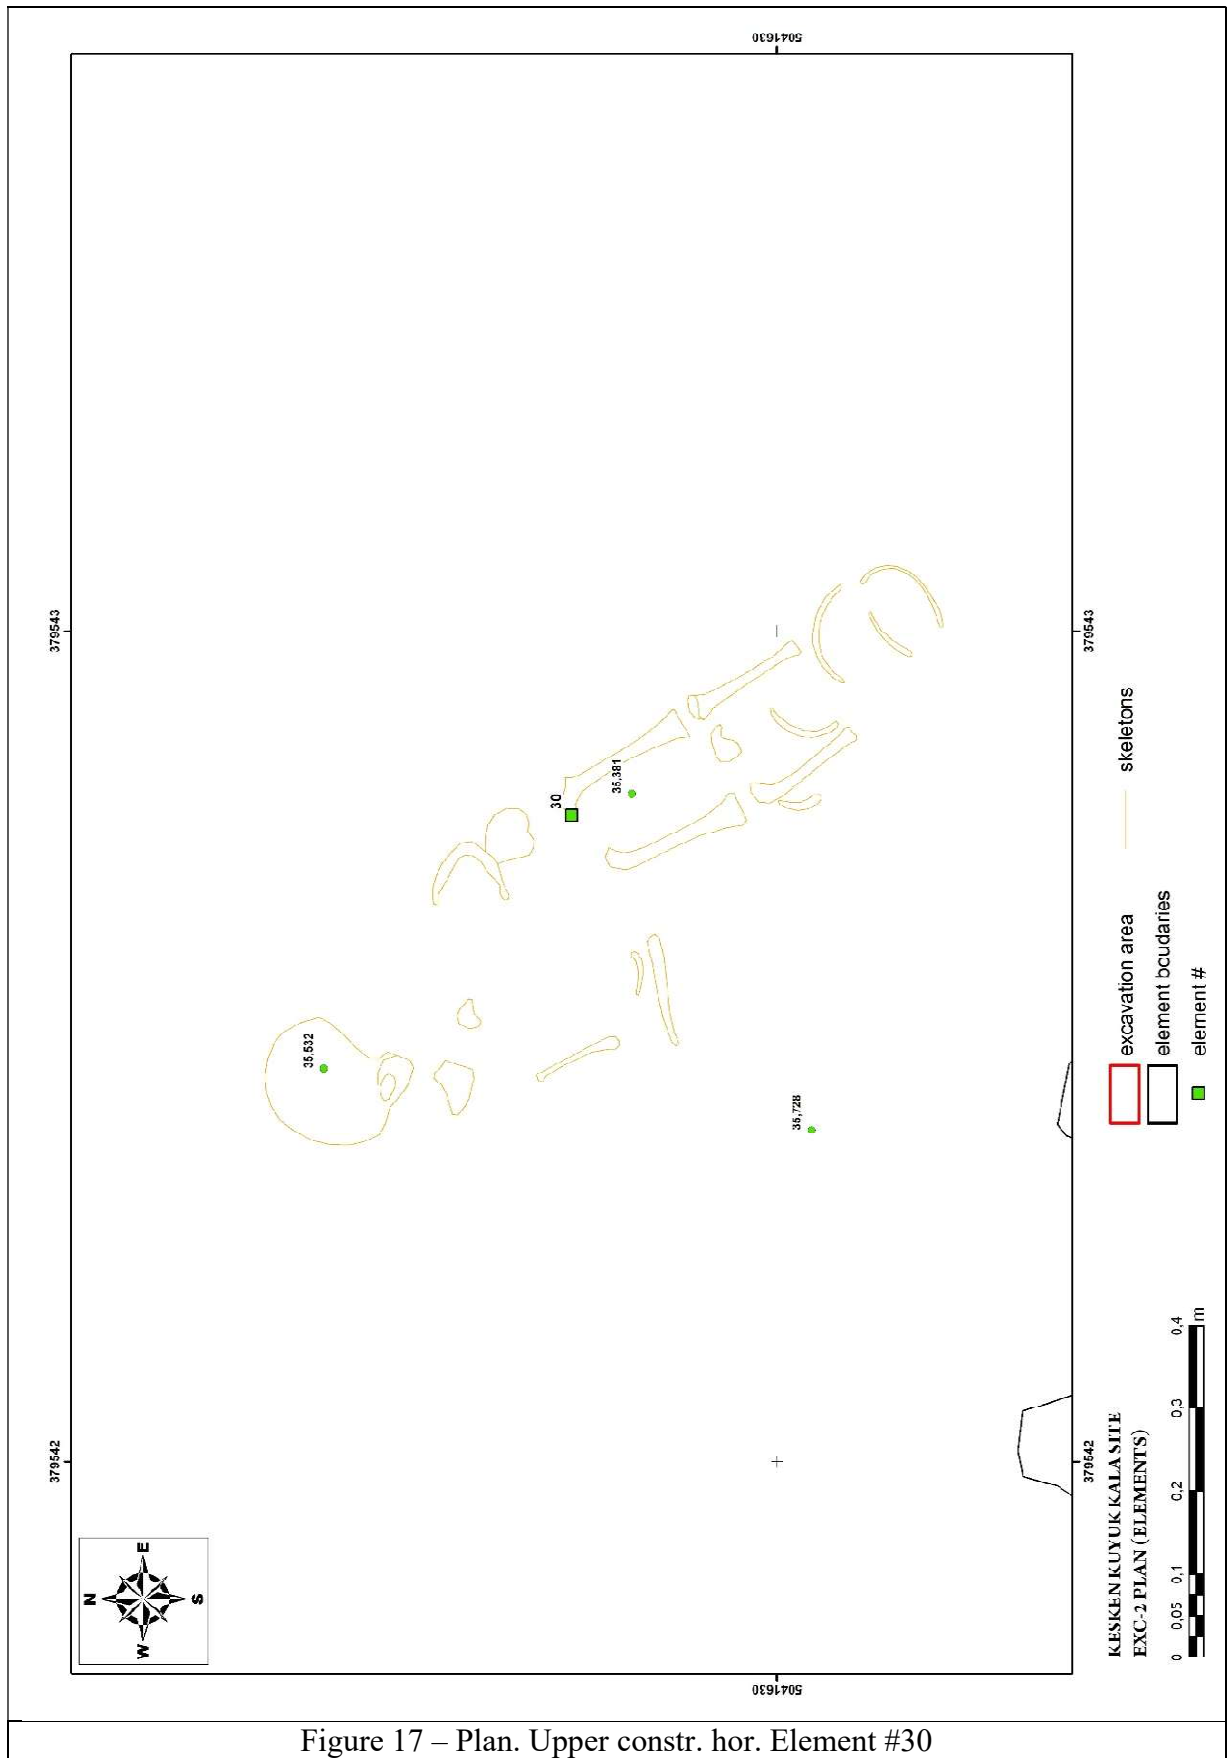 5041630
379543
379543
35,532
30
35,381
35,728
379542
379542
N
E
S
W
5041630
KESKEN KUYUK KALA SITE
EXC-2 PLAN (ELEMENTS)
0 0,05 0,1 0,2 0,3 0,4
m
excavation area
element bcudaries
element #
skeletons
Figure 17 – Plan. Upper constr. hor. Element #30